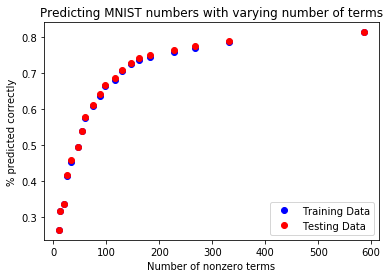 Predicting MNIST numbers with varying number of terms
% predicted correctly
0.8
0.7
0.6
0.5
0.4
0.3
0
100
200
300
400
500
600
Number of nonzero terms
Training Data
Testing Data